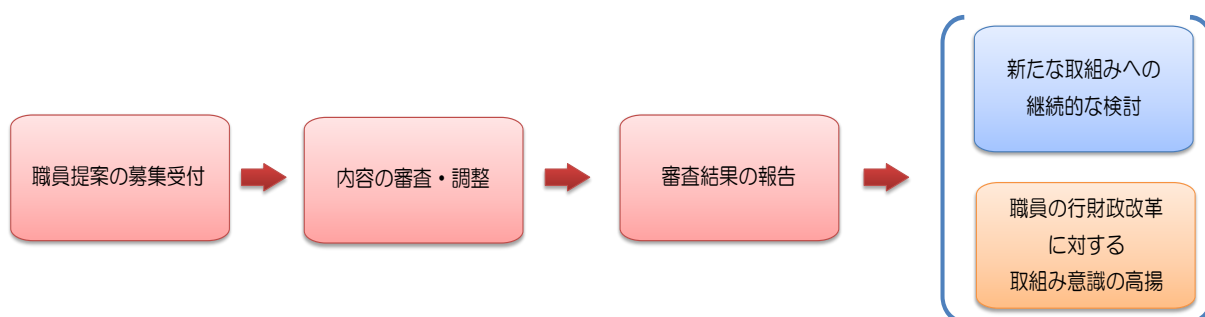 職員提案の募集受付
内容の審査・調整
審査結果の報告
新たな取組みへの
継続的な検討
職員の行財政改革
に対する
取組み意識の高揚